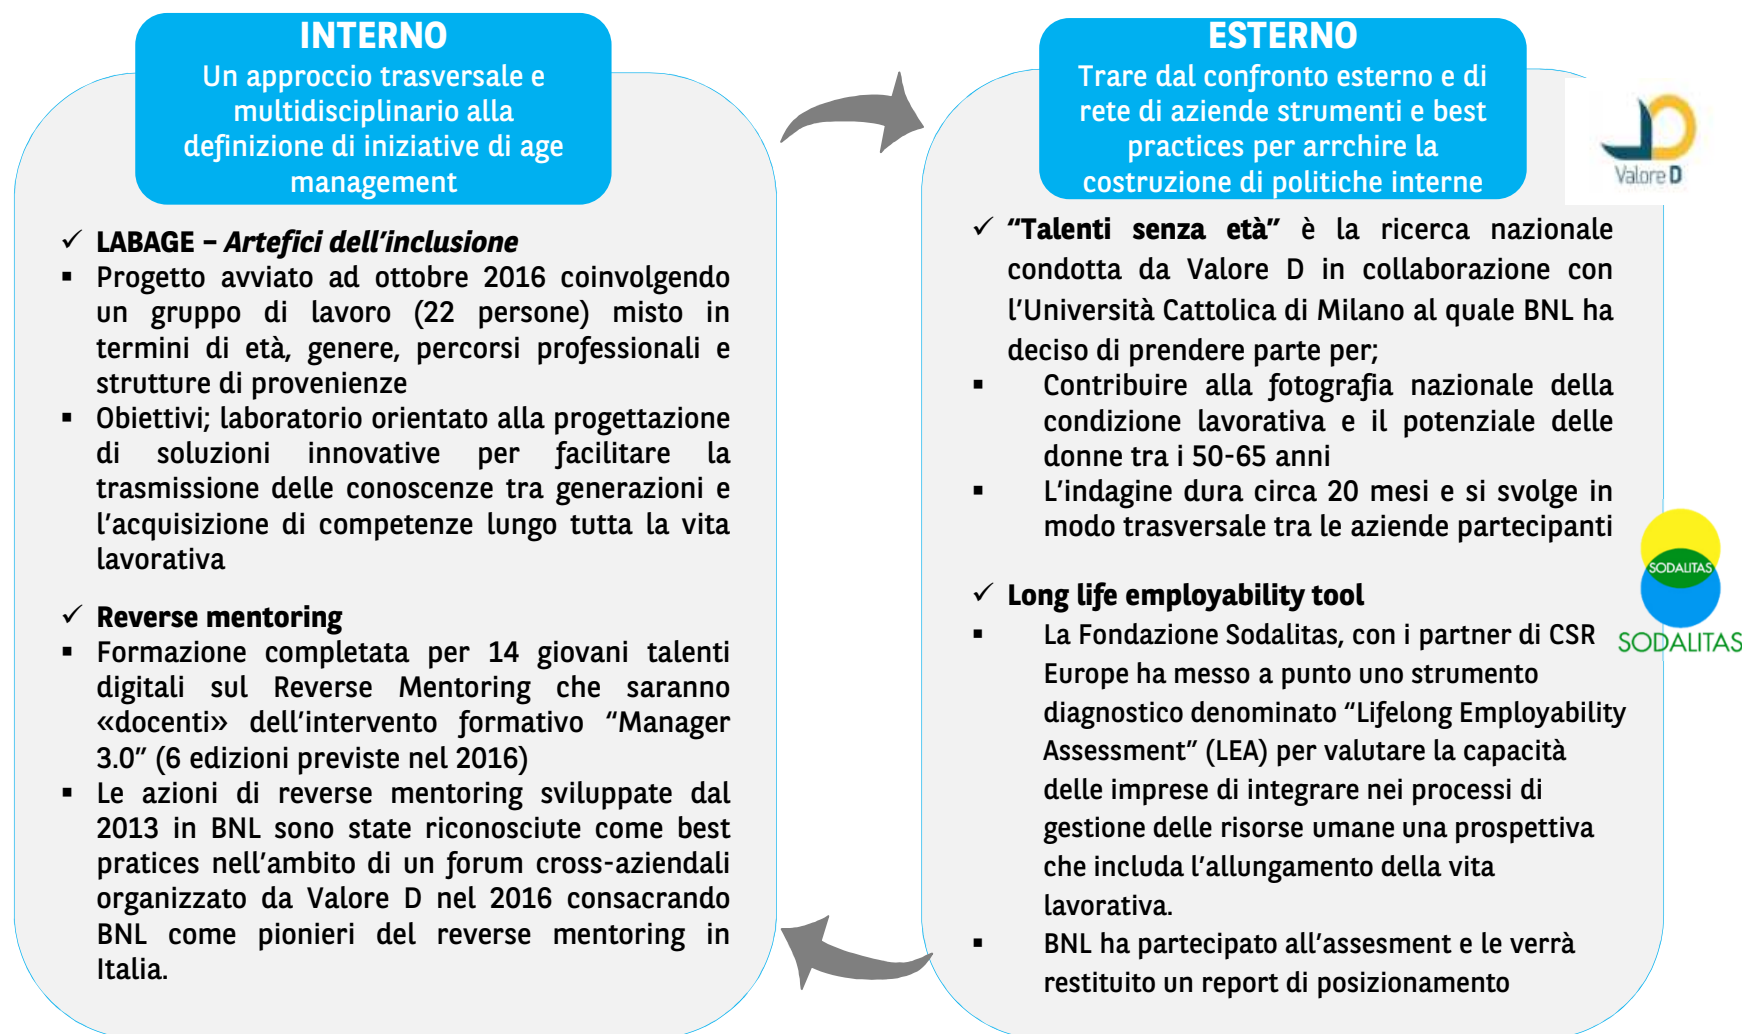 INTERNO
Un approccio trasversale e
multidisciplinario alla
definizione di iniziative di age
management
✓ LABAGE – Artefici dell'inclusione
▪ Progetto avviato ad ottobre 2016 coinvolgendo
un gruppo di lavoro (22 persone) misto in
termini di età, genere, percorsi professionali e
strutture di provenienze
▪ Obiettivi; laboratorio orientato alla progettazione
di soluzioni innovative per facilitare la
trasmissione delle conoscenze tra generazioni e
l'acquisizione di competenze lungo tutta la vita
lavorativa
✓ Reverse mentoring
▪ Formazione completata per 14 giovani talenti
digitali sul Reverse Mentoring che saranno
«docenti» dell'intervento formativo "Manager
3.0" (6 edizioni previste nel 2016)
▪ Le azioni di reverse mentoring sviluppate dal
2013 in BNL sono state riconosciute come best
pratices nell'ambito di un forum cross-aziendali
organizzato da Valore D nel 2016 consacrando
BNL come pionieri del reverse mentoring in
Italia.
ESTERNO
Trare dal confronto esterno e di
rete di aziende strumenti e best
practices per arrchire la
costruzione di politiche interne
Valore D
✓ "Talenti senza età" è la ricerca nazionale
condotta da Valore D in collaborazione con
l'Università Cattolica di Milano al quale BNL ha
deciso di prendere parte per;
▪ Contribuire alla fotografia nazionale della
condizione lavorativa e il potenziale delle
donne tra i 50-65 anni
▪ L'indagine dura circa 20 mesi e si svolge in
modo trasversale tra le aziende partecipanti
SODALITAS
SODALITAS
✓ Long life employability tool
▪ La Fondazione Sodalitas, con i partner di CSR
Europe ha messo a punto uno strumento
diagnostico denominato "Lifelong Employability
Assessment" (LEA) per valutare la capacità
delle imprese di integrare nei processi di
gestione delle risorse umane una prospettiva
che includa l'allungamento della vita
lavorativa.
▪ BNL ha partecipato all'assesment e le verrà
restituito un report di posizionamento